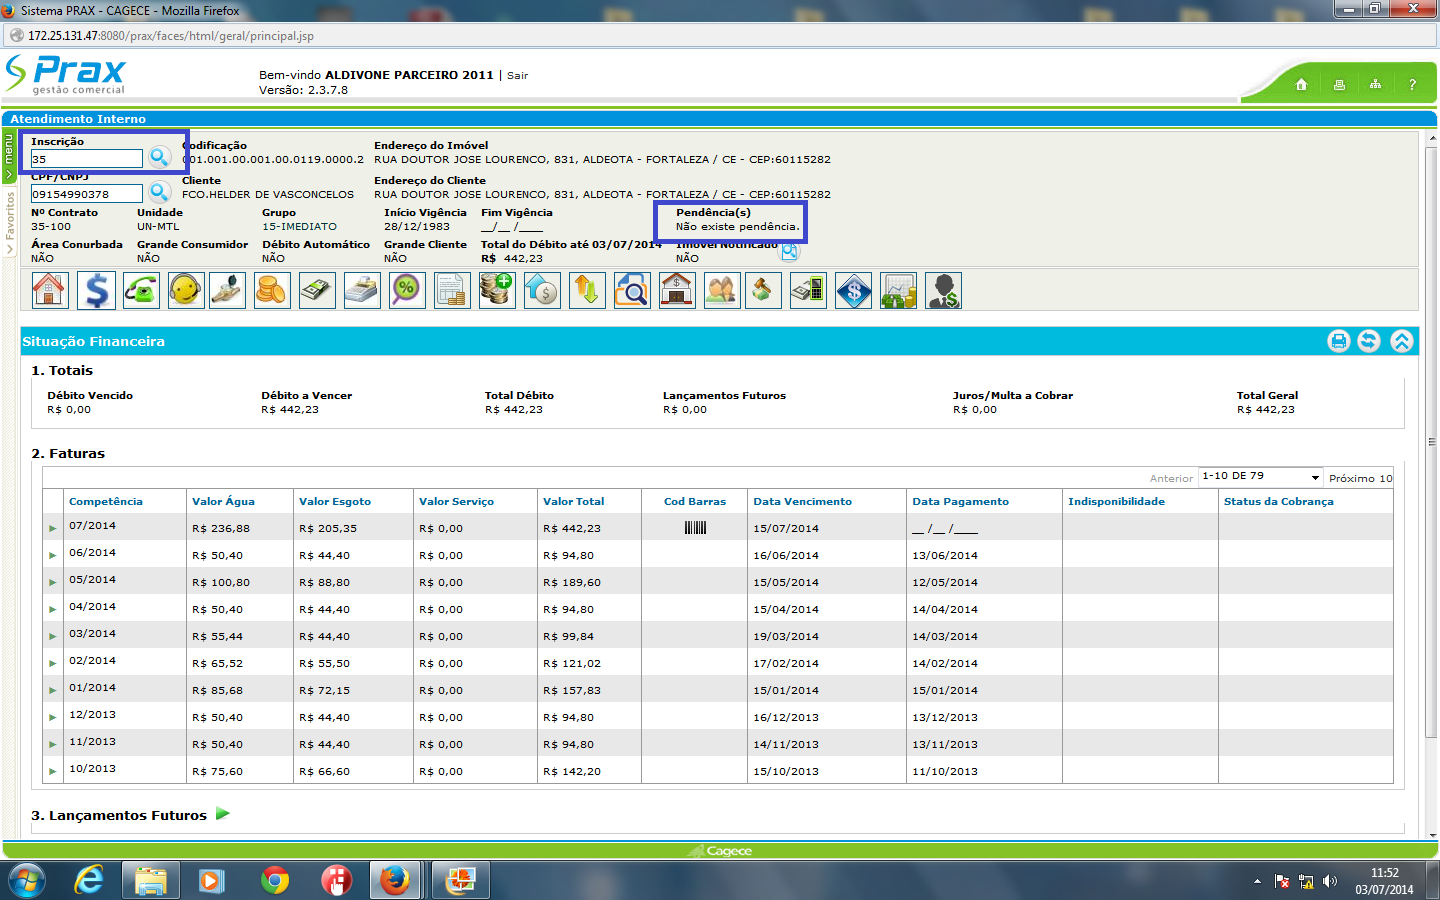 Sistema PRAX - CAGECE - Mozilla Firefox
172.25.131.47:8080/prax/faces/html/geral/principal.jsp
Prax
gestão comercial
Bem-vindo ALDIVONE PARCEIRO 2011 | Sair
Versão: 2.3.7.8
?
Atendimento Interno
menu
Favoritos
Inscrição Codificação Endereço do Imóvel
35 001.001.00.001.00.0119.0000.2 RUA DOUTOR JOSE LOURENCO, 831, ALDEOTA - FORTALEZA / CE - CEP:60115282
CPF/CNPJ Cliente Endereço do Cliente
09154990378 FCO.HELDER DE VASCONCELOS RUA DOUTOR JOSE LOURENCO, 831, ALDEOTA - FORTALEZA / CE - CEP:60115282
Nº Contrato Unidade Grupo Início Vigência Fim Vigência Pendência(s)
35-100 UN-MTL 15-IMEDIATO 28/12/1983 __/__ /____ Não existe pendência.
Área Conurbada Grande Consumidor Débito Automático Grande Cliente Total do Débito até 03/07/2014 Imóvel Notificado
NÃO NÃO NÃO NÃO R$ 442,23 NÃO
Situação Financeira
1. Totais
Débito Vencido Débito a Vencer Total Débito Lançamentos Futuros Juros/Multa a Cobrar Total Geral
R$ 0,00 R$ 442,23 R$ 442,23 R$ 0,00 R$ 0,00 R$ 442,23
2. Faturas
Anterior 1-10 DE 79 Próximo 10
Competência Valor Água Valor Esgoto Valor Serviço Valor Total Cod Barras Data Vencimento Data Pagamento Indisponibilidade Status da Cobrança
07/2014 R$ 236,88 R$ 205,35 R$ 0,00 R$ 442,23 15/07/2014 __ /__ /____
06/2014 R$ 50,40 R$ 44,40 R$ 0,00 R$ 94,80 16/06/2014 13/06/2014
05/2014 R$ 100,80 R$ 88,80 R$ 0,00 R$ 189,60 15/05/2014 12/05/2014
04/2014 R$ 50,40 R$ 44,40 R$ 0,00 R$ 94,80 15/04/2014 14/04/2014
03/2014 R$ 55,44 R$ 44,40 R$ 0,00 R$ 99,84 19/03/2014 14/03/2014
02/2014 R$ 65,52 R$ 55,50 R$ 0,00 R$ 121,02 17/02/2014 14/02/2014
01/2014 R$ 85,68 R$ 72,15 R$ 0,00 R$ 157,83 15/01/2014 15/01/2014
12/2013 R$ 50,40 R$ 44,40 R$ 0,00 R$ 94,80 16/12/2013 13/12/2013
11/2013 R$ 50,40 R$ 44,40 R$ 0,00 R$ 94,80 14/11/2013 13/11/2013
10/2013 R$ 75,60 R$ 66,60 R$ 0,00 R$ 142,20 15/10/2013 11/10/2013
3. Lançamentos Futuros
Cagece
11:52
03/07/2014